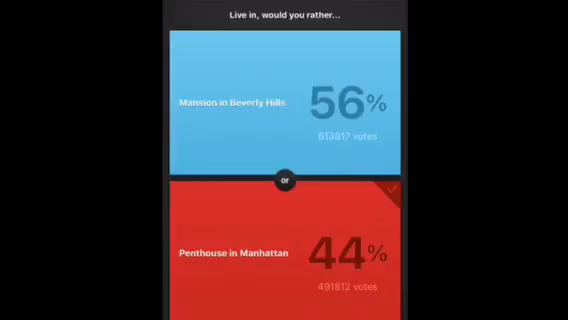 Live in, would you rather...
Mansion in Beverly Hills
56%
613817 votes
or
Penthouse in Manhattan
44%
491812 votes